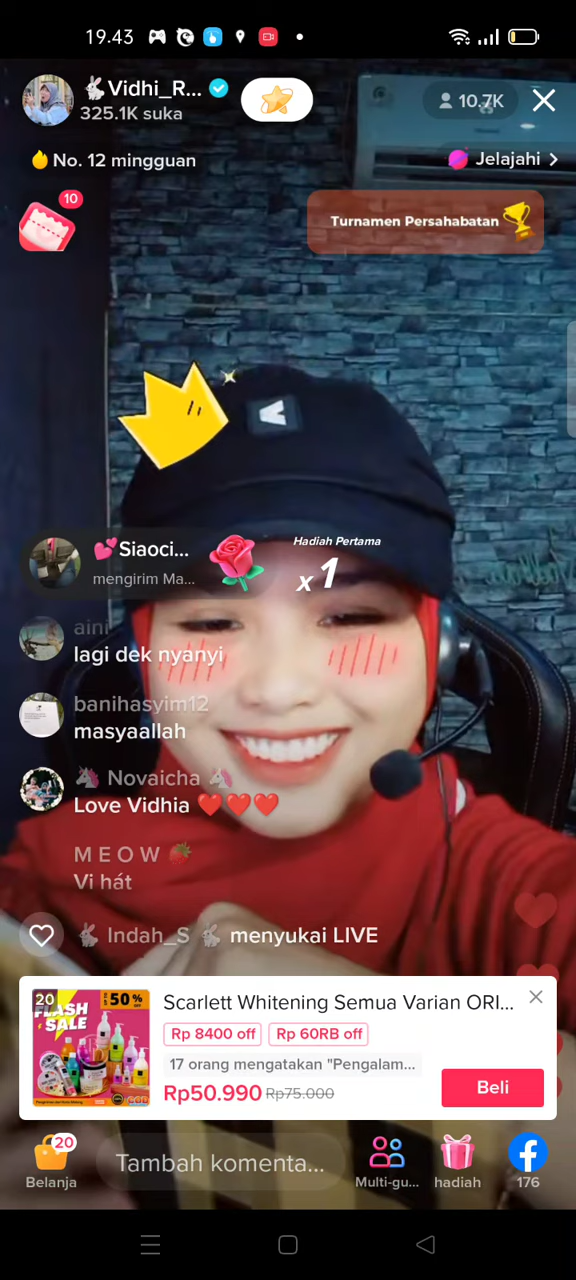 19.43
Vidhi_R...
325.1K suka
10.7K
No. 12 mingguan
Jelajahi >
10
Turnamen Persahabatan
Siaoci...
mengirim Ma...
Hadiah Pertama
x1
aini
lagi dek nyanyi
banihasyim12
masyaallah
Novaicha
Love Vidhia ❤️❤️❤️
M E O W 🍓
Vi hát
Indah_S menyukai LIVE
20
FLASH
SALE
50%
Scarlett Whitening Semua Varian ORI...
Rp 8400 off
Rp 60RB off
17 orang mengatakan "Pengalam...
Rp50.990 Rp75.000
Beli
20
Belanja
Tambah komenta...
Multi-gu...
hadiah
176